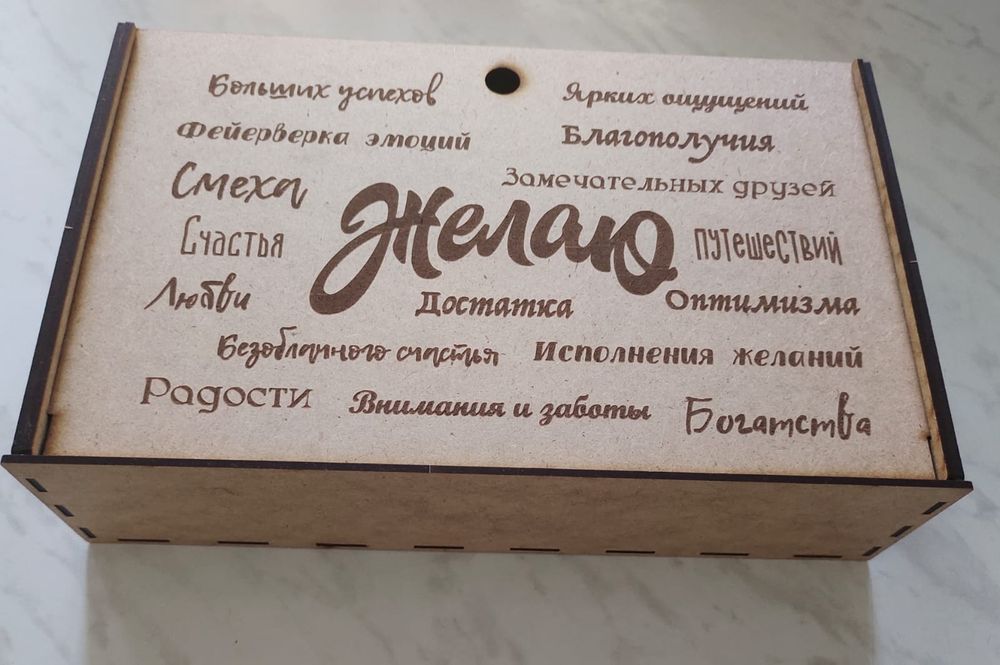 Больших успехов
Ярких ощущений
Фейерверка эмоций
Благополучия
Смеха
Замечательных друзей
Желаю
Счастья
Путешествий
Любви
Достатка
Оптимизма
Безоблачного счастья
Исполнения желаний
Радости
Внимания и заботы
Богатства